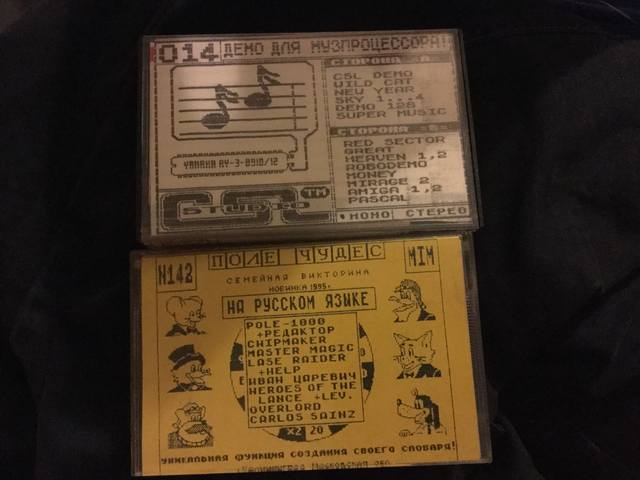 014 ДЕМО ДЛЯ МУЗПРОЦЕССОРА!
СТОРОНА -A-
CSL DEMO
WILD CAT
NEW YEAR
SKY 1...4
DEMO 128
SUPER MUSIC
YAMAHA AY-3-8910/12
СТОРОНА -Б-
RED SECTOR
GREAT
HEAVEN 1,2
ROBODEMO
MONEY
MIRAGE 2
AMIGA 1,2
PASCAL
STUDIO TM
МОНО СТЕРЕО
N142
ПОЛЕ ЧУДЕС
MIM
СЕМЕЙНАЯ ВИКТОРИНА
НОВИНКА 1995г
НА РУССКОМ ЯЗЫКЕ
POLE-1000
+РЕДАКТОР
CHIPMAKER
MASTER MAGIC
LASE RAIDER
+HELP
ИВАН ЦАРЕВИЧ
HEROES OF THE
LANCE +LEV.
OVERLORD
CARLOS SAINZ
X2 20
УНИКАЛЬНАЯ ФУНКЦИЯ СОЗДАНИЯ СВОЕГО СЛОВАРЯ!